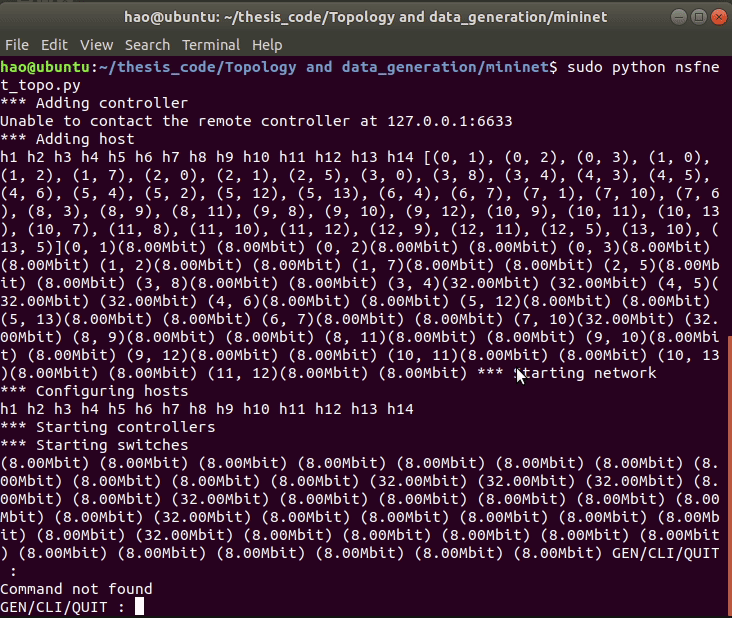 hao@ubuntu: ~/thesis_code/Topology and data_generation/mininet
File Edit View Search Terminal Help
hao@ubuntu:~/thesis_code/Topology and data_generation/mininet$ sudo python nsfne
t_topo.py
*** Adding controller
Unable to contact the remote controller at 127.0.0.1:6633
*** Adding host
h1 h2 h3 h4 h5 h6 h7 h8 h9 h10 h11 h12 h13 h14 [(0, 1), (0, 2), (0, 3), (1, 0),
(1, 2), (1, 7), (2, 0), (2, 1), (2, 5), (3, 0), (3, 8), (3, 4), (4, 3), (4, 5),
(4, 6), (5, 4), (5, 2), (5, 12), (5, 13), (6, 4), (6, 7), (7, 1), (7, 10), (7, 6
), (8, 3), (8, 9), (8, 11), (9, 8), (9, 10), (9, 12), (10, 9), (10, 11), (10, 13
), (10, 7), (11, 8), (11, 10), (11, 12), (12, 9), (12, 11), (12, 5), (13, 10), (
13, 5)](0, 1)(8.00Mbit) (8.00Mbit) (0, 2)(8.00Mbit) (8.00Mbit) (0, 3)(8.00Mbit)
(8.00Mbit) (1, 2)(8.00Mbit) (8.00Mbit) (1, 7)(8.00Mbit) (8.00Mbit) (2, 5)(8.00Mb
it) (8.00Mbit) (3, 8)(8.00Mbit) (8.00Mbit) (3, 4)(32.00Mbit) (32.00Mbit) (4, 5)(
32.00Mbit) (32.00Mbit) (4, 6)(8.00Mbit) (8.00Mbit) (5, 12)(8.00Mbit) (8.00Mbit)
(5, 13)(8.00Mbit) (8.00Mbit) (6, 7)(8.00Mbit) (8.00Mbit) (7, 10)(32.00Mbit) (32.
00Mbit) (8, 9)(8.00Mbit) (8.00Mbit) (8, 11)(8.00Mbit) (8.00Mbit) (9, 10)(8.00Mbi
t) (8.00Mbit) (9, 12)(8.00Mbit) (8.00Mbit) (10, 11)(8.00Mbit) (8.00Mbit) (10, 13
)(8.00Mbit) (8.00Mbit) (11, 12)(8.00Mbit) (8.00Mbit) *** Starting network
*** Configuring hosts
h1 h2 h3 h4 h5 h6 h7 h8 h9 h10 h11 h12 h13 h14
*** Starting controllers
*** Starting switches
(8.00Mbit) (8.00Mbit) (8.00Mbit) (8.00Mbit) (8.00Mbit) (8.00Mbit) (8.00Mbit) (8.
00Mbit) (8.00Mbit) (8.00Mbit) (8.00Mbit) (32.00Mbit) (32.00Mbit) (32.00Mbit) (8.
00Mbit) (8.00Mbit) (32.00Mbit) (8.00Mbit) (8.00Mbit) (8.00Mbit) (8.00Mbit) (8.00
Mbit) (8.00Mbit) (32.00Mbit) (8.00Mbit) (8.00Mbit) (8.00Mbit) (8.00Mbit) (8.00Mb
it) (8.00Mbit) (32.00Mbit) (8.00Mbit) (8.00Mbit) (8.00Mbit) (8.00Mbit) (8.00Mbit
) (8.00Mbit) (8.00Mbit) (8.00Mbit) (8.00Mbit) (8.00Mbit) (8.00Mbit) GEN/CLI/QUIT
:
Command not found
GEN/CLI/QUIT :